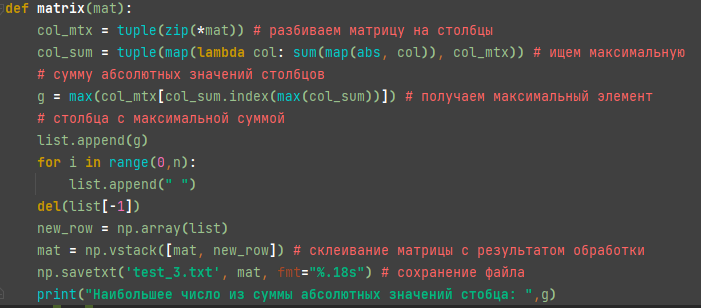 def matrix(mat):
    col_mtx = tuple(zip(*mat)) # разбиваем матрицу на столбцы
    col_sum = tuple(map(lambda col: sum(map(abs, col)), col_mtx)) # ищем максимальную
    # сумму абсолютных значений столбцов
    g = max(col_mtx[col_sum.index(max(col_sum))]) # получаем максимальный элемент
    # столбца с максимальной суммой
    list.append(g)
    for i in range(0,n):
        list.append(" ")
    del(list[-1])
    new_row = np.array(list)
    mat = np.vstack([mat, new_row]) # склеивание матрицы с результатом обработки
    np.savetxt('test_3.txt', mat, fmt="%.18s") # сохранение файла
    print("Наибольшее число из суммы абсолютных значений стобца: ",g)